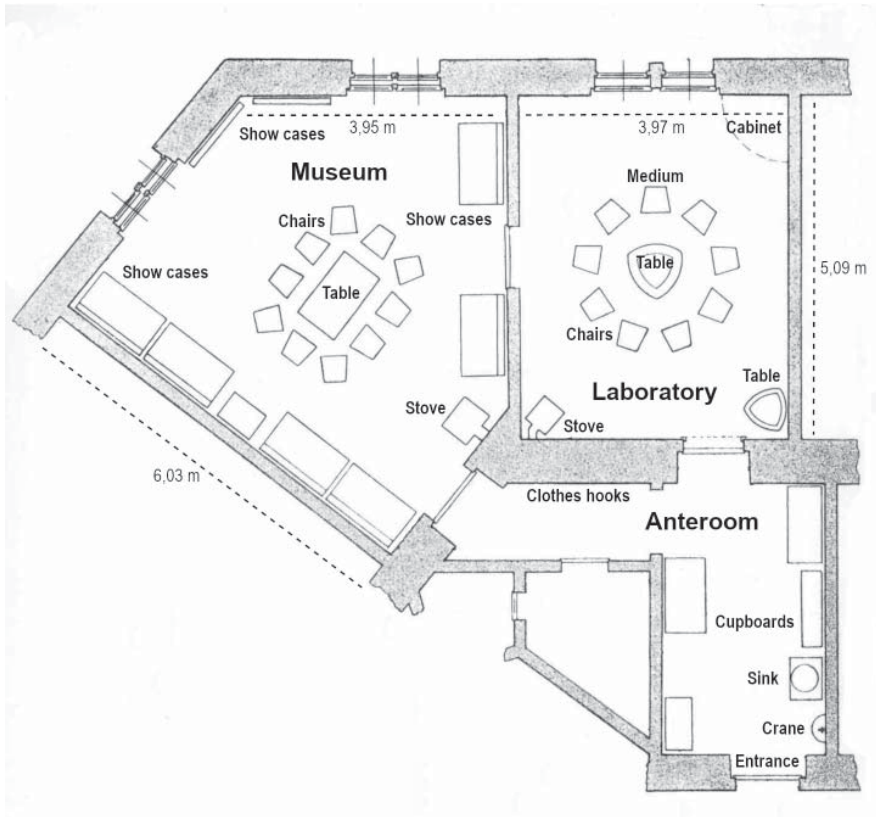 3,95 m
3,97 m
Cabinet
Show cases
Museum
Medium
Chairs
Show cases
Show cases
Table
Table
5,09 m
Chairs
Table
Laboratory
Stove
Stove
6,03 m
Clothes hooks
Anteroom
Cupboards
Sink
Crane
Entrance